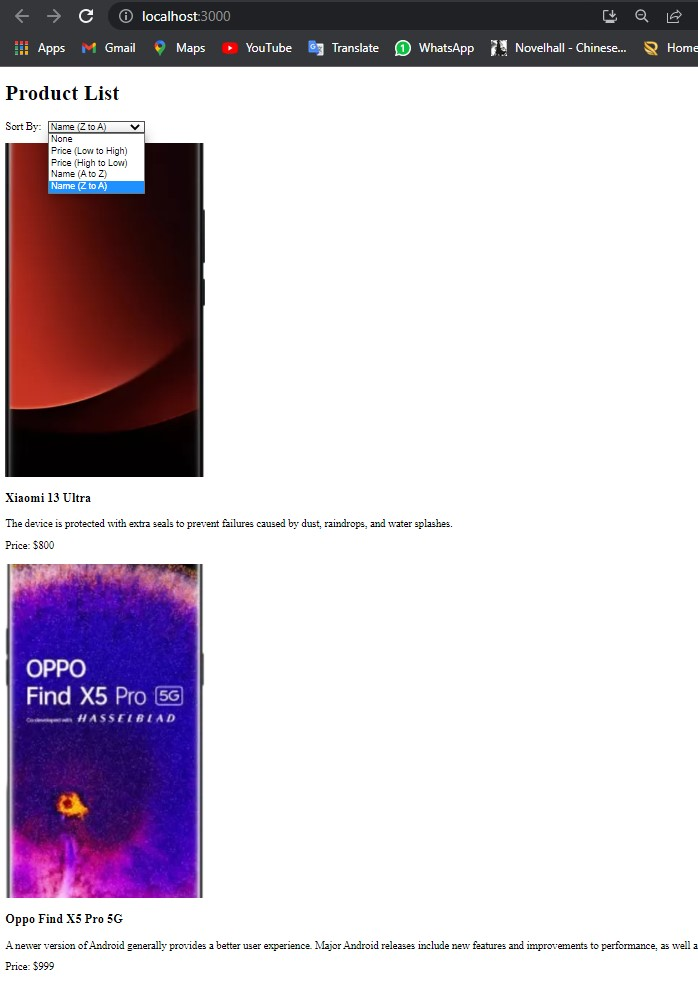 localhost:3000
Apps Gmail Maps YouTube Translate WhatsApp Novelhall - Chinese... Home
Product List
Sort By: Name (Z to A)
None
Price (Low to High)
Price (High to Low)
Name (A to Z)
Name (Z to A)
Xiaomi 13 Ultra
The device is protected with extra seals to prevent failures caused by dust, raindrops, and water splashes.
Price: $800
OPPO
Find X5 Pro 5G
Co-developed with HASSELBLAD
Oppo Find X5 Pro 5G
A newer version of Android generally provides a better user experience. Major Android releases include new features and improvements to performance, as well a
Price: $999